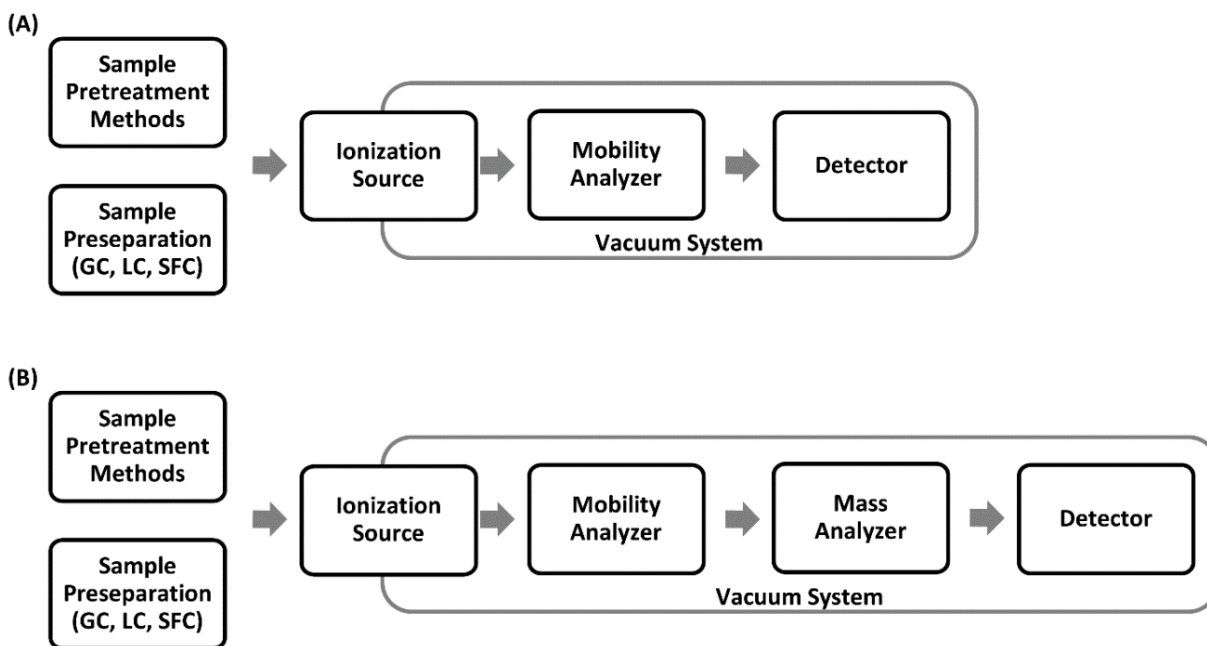 (A)
Sample
Pretreatment
Methods
Sample
Preseparation
(GC, LC, SFC)
Ionization
Source
Mobility
Analyzer
Detector
Vacuum System
(B)
Sample
Pretreatment
Methods
Sample
Preseparation
(GC, LC, SFC)
Ionization
Source
Mobility
Analyzer
Mass
Analyzer
Detector
Vacuum System